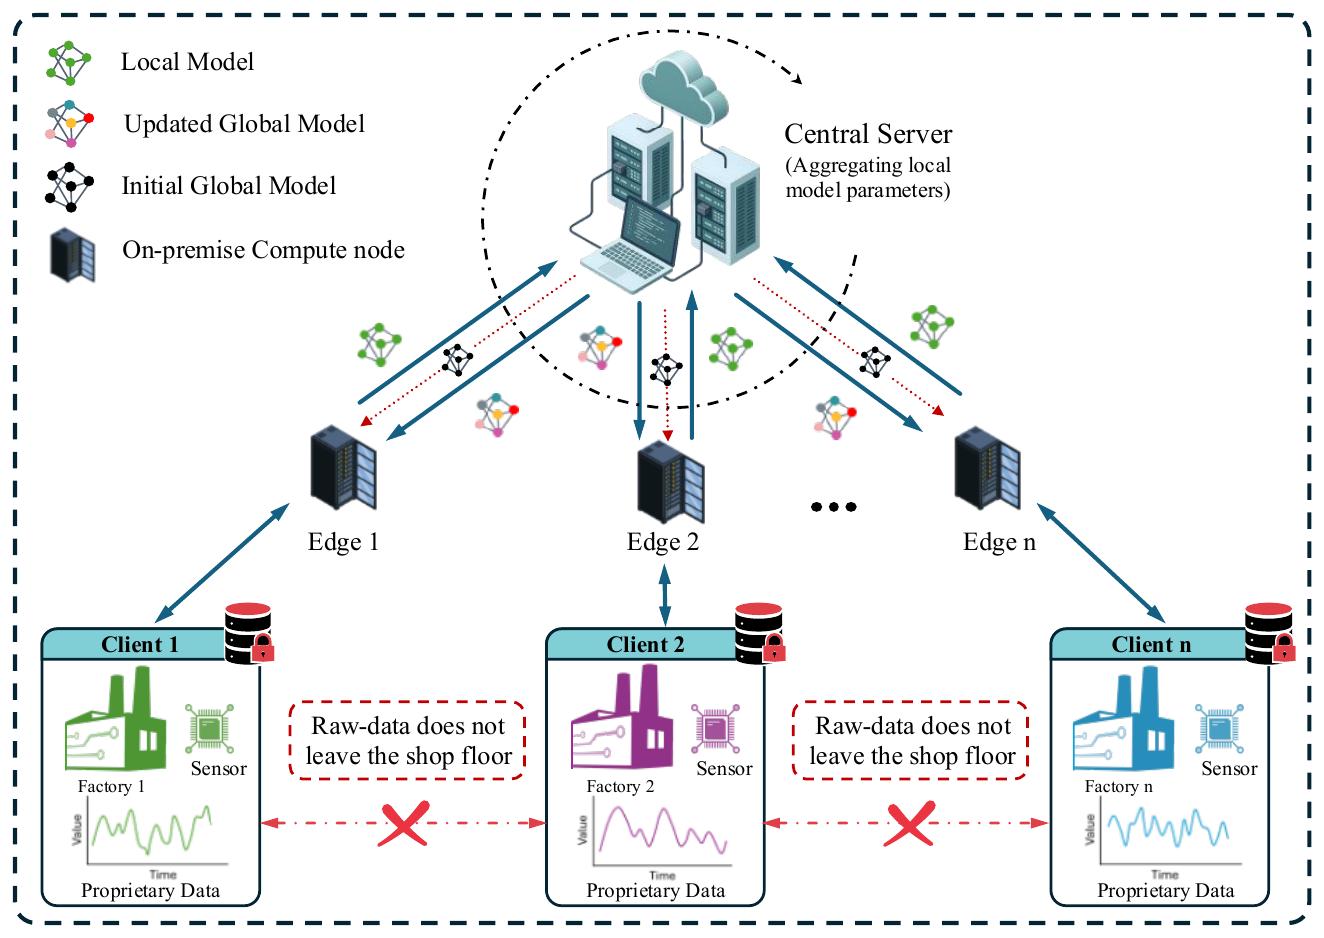 Local Model
Updated Global Model
Initial Global Model
On-premise Compute node
Central Server
(Aggregating local
model parameters)
Edge 1
Edge 2
Edge n
Client 1
Sensor
Factory 1
Value
Time
Proprietary Data
Raw-data does not
leave the shop floor
Client 2
Sensor
Factory 2
Value
Time
Proprietary Data
Raw-data does not
leave the shop floor
Client n
Sensor
Factory n
Value
Time
Proprietary Data